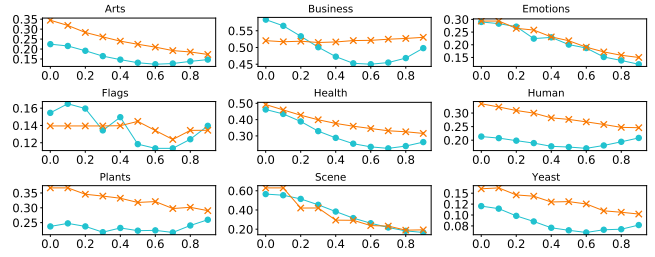 Arts Business Emotions
0.35 0.30 0.25 0.20 0.15 0.55 0.50 0.45 0.30 0.25 0.20 0.15
0.0 0.2 0.4 0.6 0.8 0.0 0.2 0.4 0.6 0.8 0.0 0.2 0.4 0.6 0.8
Flags Health Human
0.16 0.14 0.12 0.50 0.40 0.30 0.30 0.25 0.20
0.0 0.2 0.4 0.6 0.8 0.0 0.2 0.4 0.6 0.8 0.0 0.2 0.4 0.6 0.8
Plants Scene Yeast
0.35 0.30 0.25 0.60 0.40 0.20 0.15 0.12 0.10 0.08
0.0 0.2 0.4 0.6 0.8 0.0 0.2 0.4 0.6 0.8 0.0 0.2 0.4 0.6 0.8